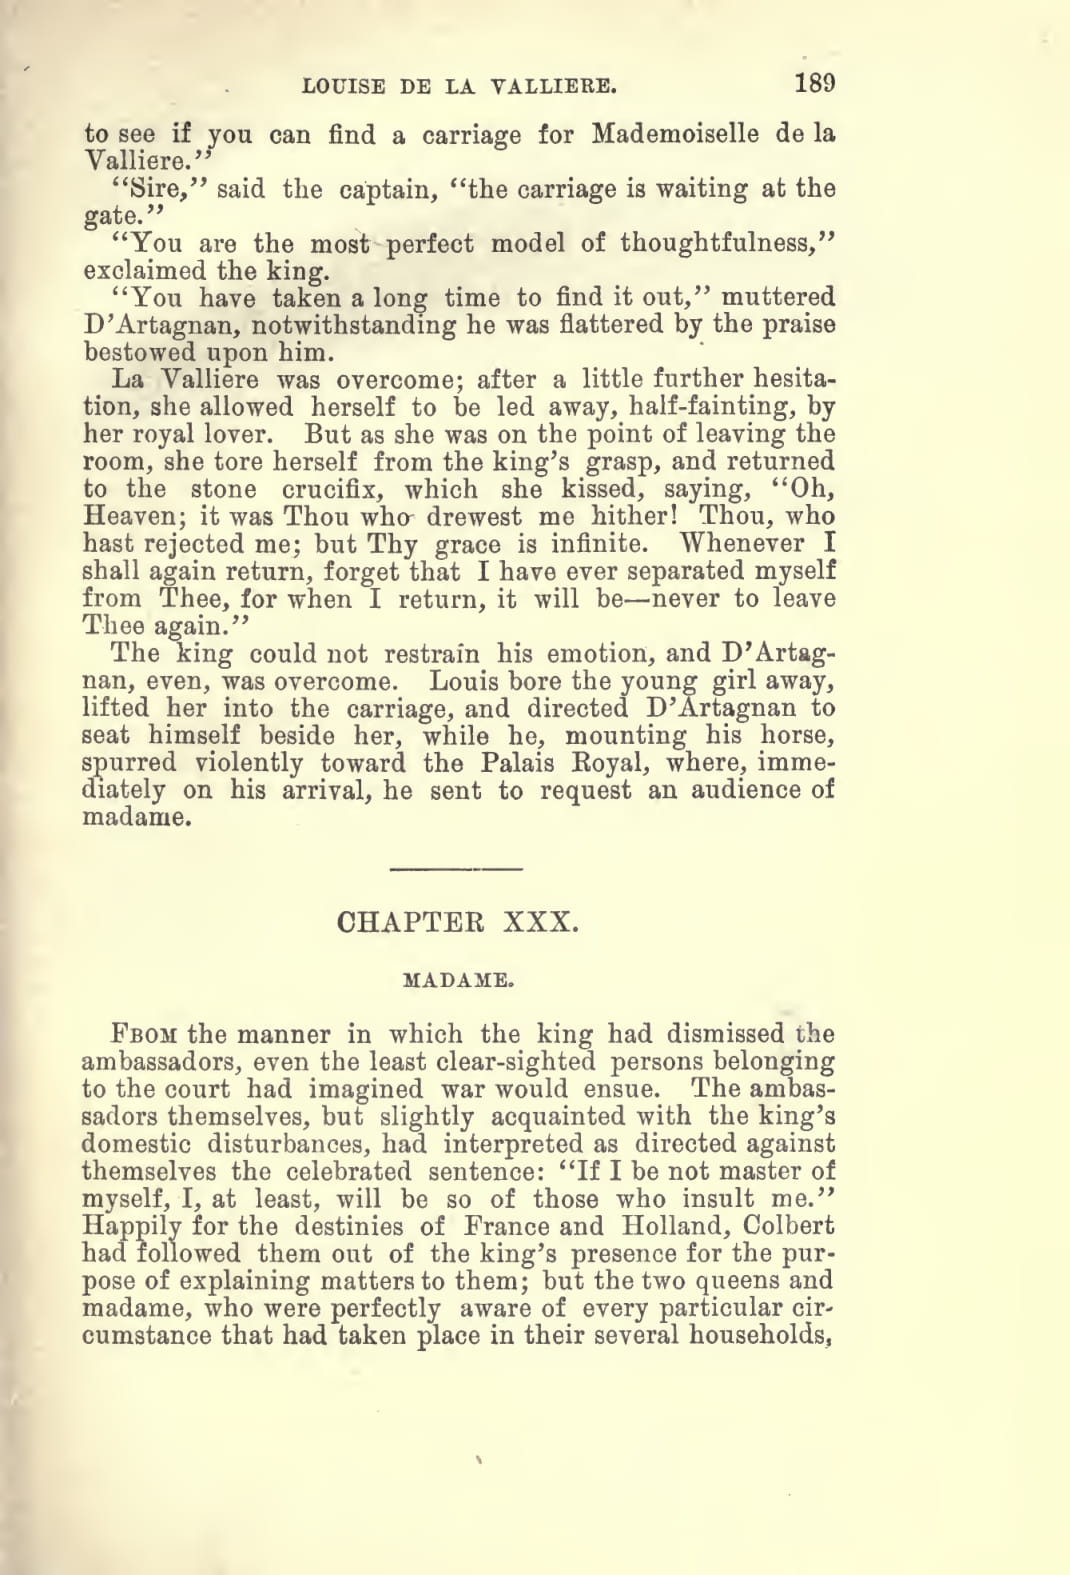 LOUISE DE LA VALLIERE. 189
to see if you can find a carriage for Mademoiselle de la
Valliere.”
“Sire,” said the captain, “the carriage is waiting at the
gate.”
“You are the most perfect model of thoughtfulness,”
exclaimed the king.
“You have taken a long time to find it out,” muttered
D’Artagnan, notwithstanding he was flattered by the praise
bestowed upon him.
La Valliere was overcome; after a little further hesita-
tion, she allowed herself to be led away, half-fainting, by
her royal lover. But as she was on the point of leaving the
room, she tore herself from the king’s grasp, and returned
to the stone crucifix, which she kissed, saying, “Oh,
Heaven; it was Thou who drewest me hither! Thou, who
hast rejected me; but Thy grace is infinite. Whenever I
shall again return, forget that I have ever separated myself
from Thee, for when I return, it will be—never to leave
Thee again.”
The king could not restrain his emotion, and D’Artag-
nan, even, was overcome. Louis bore the young girl away,
lifted her into the carriage, and directed D’Artagnan to
seat himself beside her, while he, mounting his horse,
spurred violently toward the Palais Royal, where, imme-
diately on his arrival, he sent to request an audience of
madame.
CHAPTER XXX.
MADAME.
FBOM the manner in which the king had dismissed the
ambassadors, even the least clear-sighted persons belonging
to the court had imagined war would ensue. The ambas-
sadors themselves, but slightly acquainted with the king’s
domestic disturbances, had interpreted as directed against
themselves the celebrated sentence: “If I be not master of
myself, I, at least, will be so of those who insult me.”
Happily for the destinies of France and Holland, Colbert
had followed them out of the king’s presence for the pur-
pose of explaining matters to them; but the two queens and
madame, who were perfectly aware of every particular cir-
cumstance that had taken place in their several households,